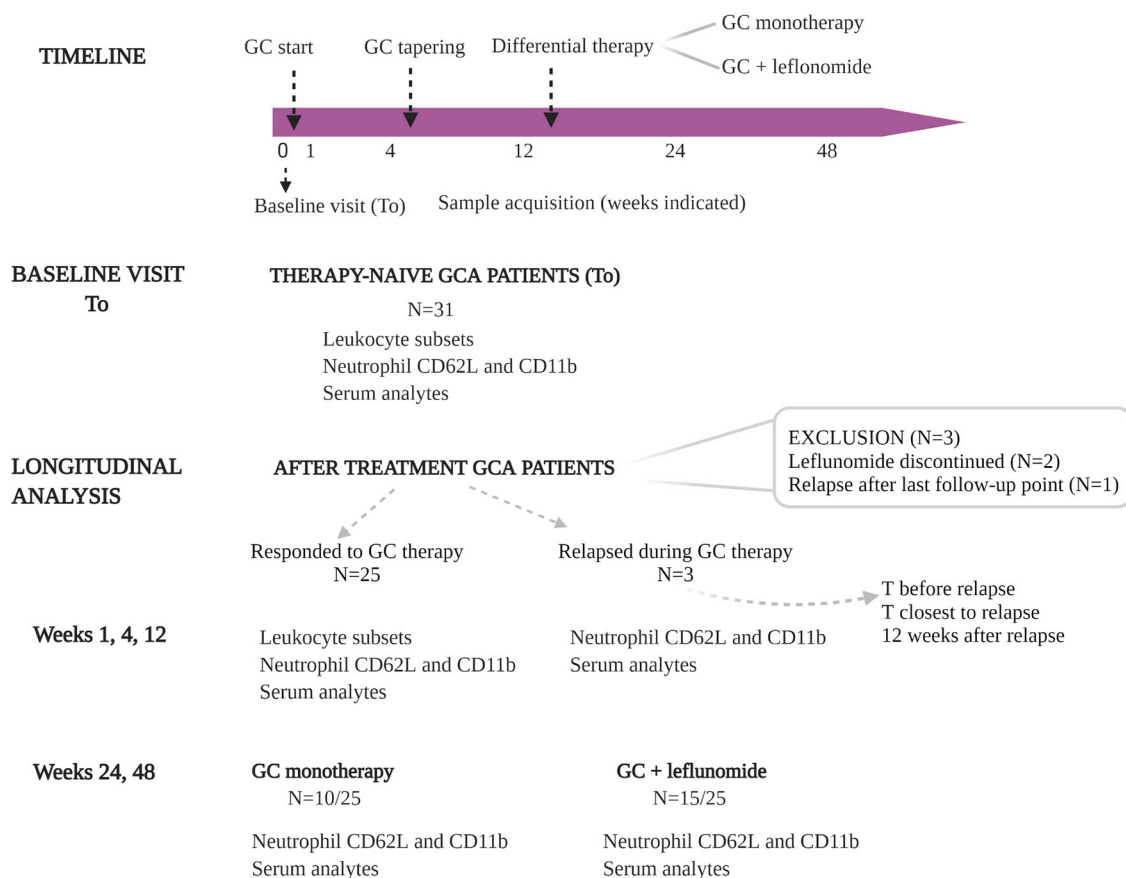 TIMELINE
GC start
GC tapering
Differential therapy
GC monotherapy
GC + leflonomide
0 1 4 12 24 48
Baseline visit (To)
Sample acquisition (weeks indicated)
BASELINE VISIT
To
THERAPY-NAIVE GCA PATIENTS (To)
N=31
Leukocyte subsets
Neutrophil CD62L and CD11b
Serum analytes
LONGITUDINAL
ANALYSIS
AFTER TREATMENT GCA PATIENTS
EXCLUSION (N=3)
Leflunomide discontinued (N=2)
Relapse after last follow-up point (N=1)
Responded to GC therapy
N=25
Relapsed during GC therapy
N=3
T before relapse
T closest to relapse
12 weeks after relapse
Weeks 1, 4, 12
Leukocyte subsets
Neutrophil CD62L and CD11b
Serum analytes
Neutrophil CD62L and CD11b
Serum analytes
Weeks 24, 48
GC monotherapy
N=10/25
Neutrophil CD62L and CD11b
Serum analytes
GC + leflunomide
N=15/25
Neutrophil CD62L and CD11b
Serum analytes